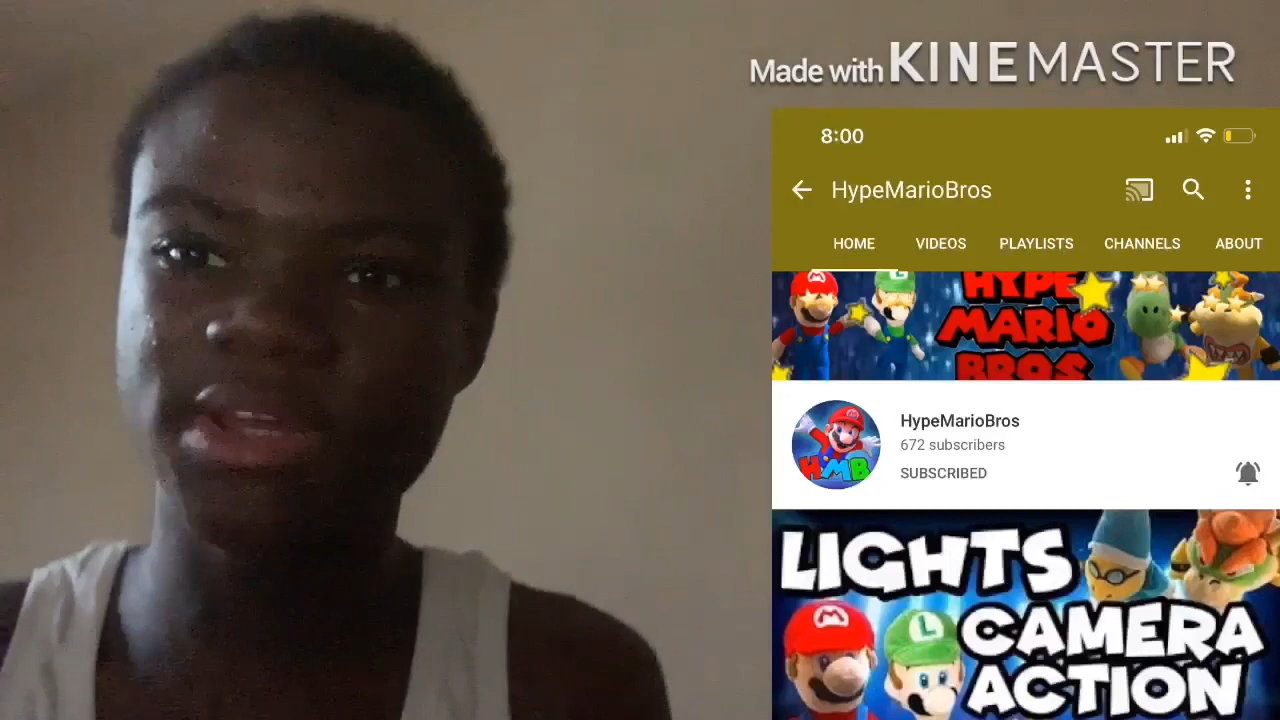 Made with KINEMASTER
8:00
HypeMarioBros
HOME VIDEOS PLAYLISTS CHANNELS ABOUT
HYPE
MARIO
BROS
HypeMarioBros
672 subscribers
SUBSCRIBED
HMB
LIGHTS
CAMERA
ACTION
M
L